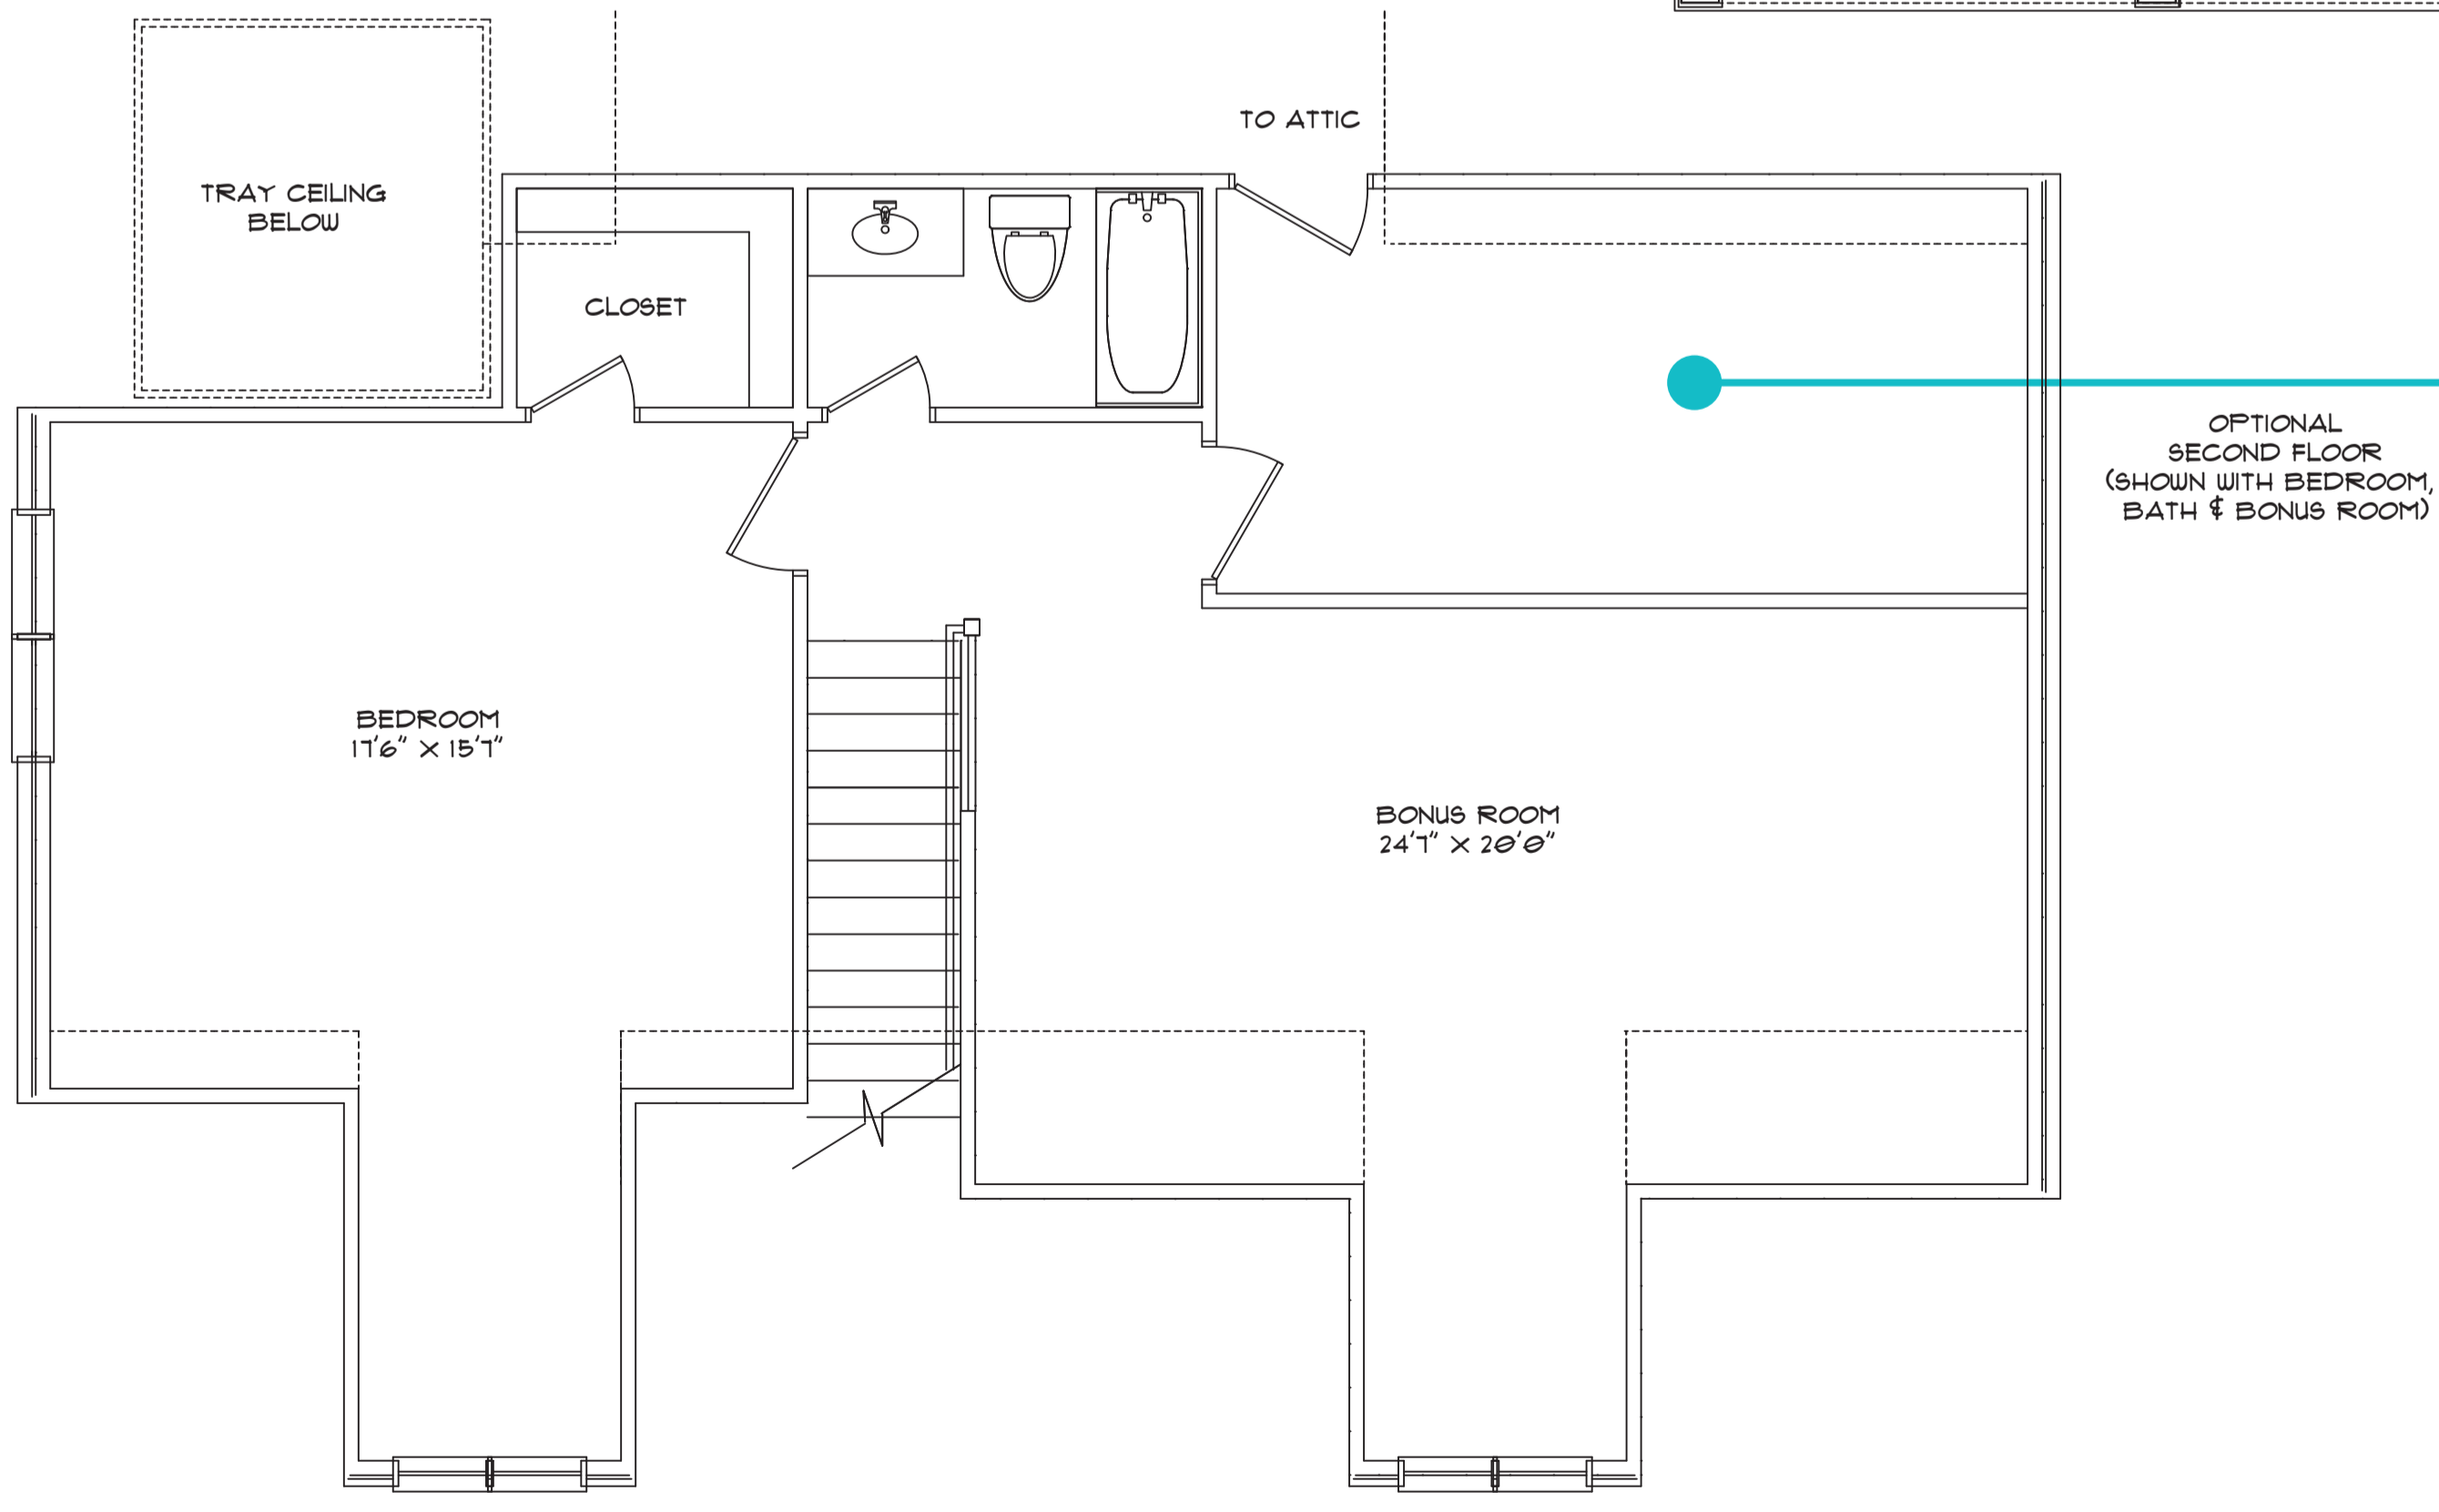 TO ATTIC
TRAY CEILING
BELOW
CLOSET
OPTIONAL
SECOND FLOOR
(SHOWN WITH BEDROOM,
BATH & BONUS ROOM)
BEDROOM
17'6" X 15'7"
BONUS ROOM
24'7" X 20'0"